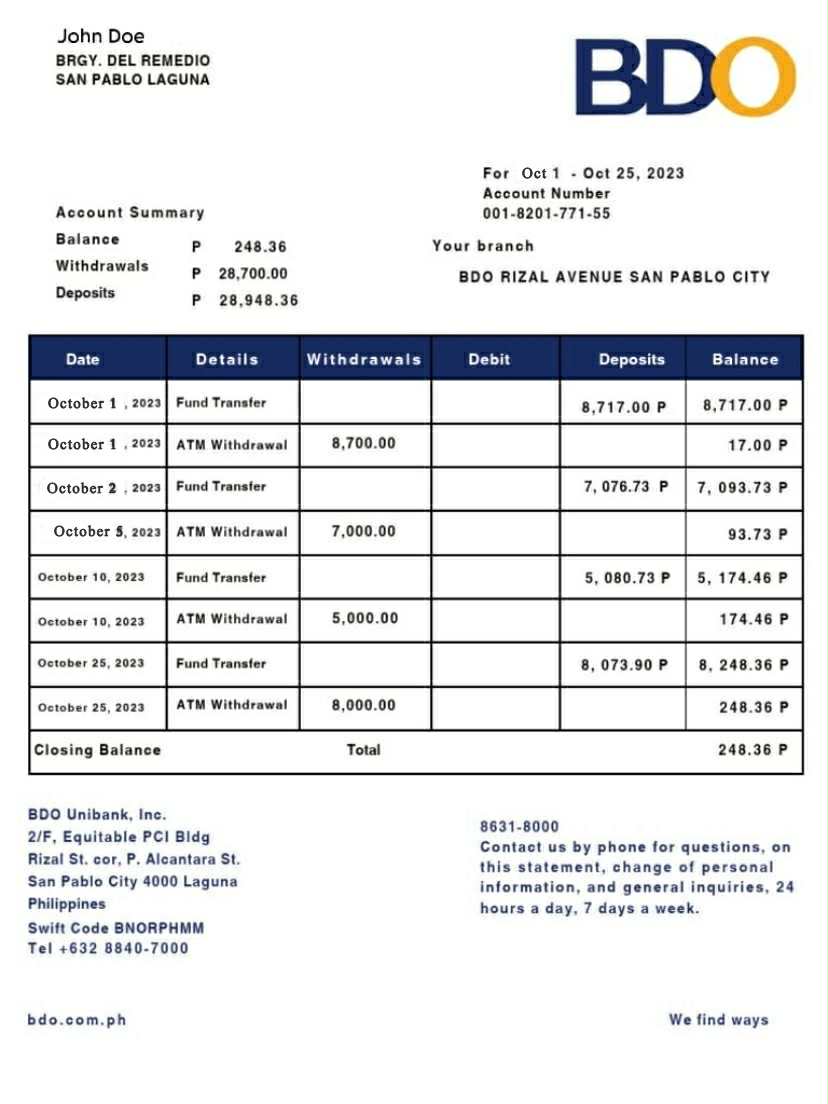 John Doe
BRGY. DEL REMEDIO
SAN PABLO LAGUNA
BDO
For Oct 1 - Oct 25, 2023
Account Number
001-8201-771-55
Account Summary
Balance P 248.36
Withdrawals P 28,700.00
Deposits P 28,948.36
Your branch
BDO RIZAL AVENUE SAN PABLO CITY
Date Details Withdrawals Debit Deposits Balance
October 1 , 2023 Fund Transfer 8,717.00 P 8,717.00 P
October 1 , 2023 ATM Withdrawal 8,700.00 17.00 P
October 2 , 2023 Fund Transfer 7, 076.73 P 7, 093.73 P
October 5, 2023 ATM Withdrawal 7,000.00 93.73 P
October 10, 2023 Fund Transfer 5, 080.73 P 5, 174.46 P
October 10, 2023 ATM Withdrawal 5,000.00 174.46 P
October 25, 2023 Fund Transfer 8, 073.90 P 8, 248.36 P
October 25, 2023 ATM Withdrawal 8,000.00 248.36 P
Closing Balance Total 248.36 P
BDO Unibank, Inc.
2/F, Equitable PCI Bldg
Rizal St. cor, P. Alcantara St.
San Pablo City 4000 Laguna
Philippines
Swift Code BNORPHMM
Tel +632 8840-7000
8631-8000
Contact us by phone for questions, on
this statement, change of personal
information, and general inquiries, 24
hours a day, 7 days a week.
bdo.com.ph
We find ways